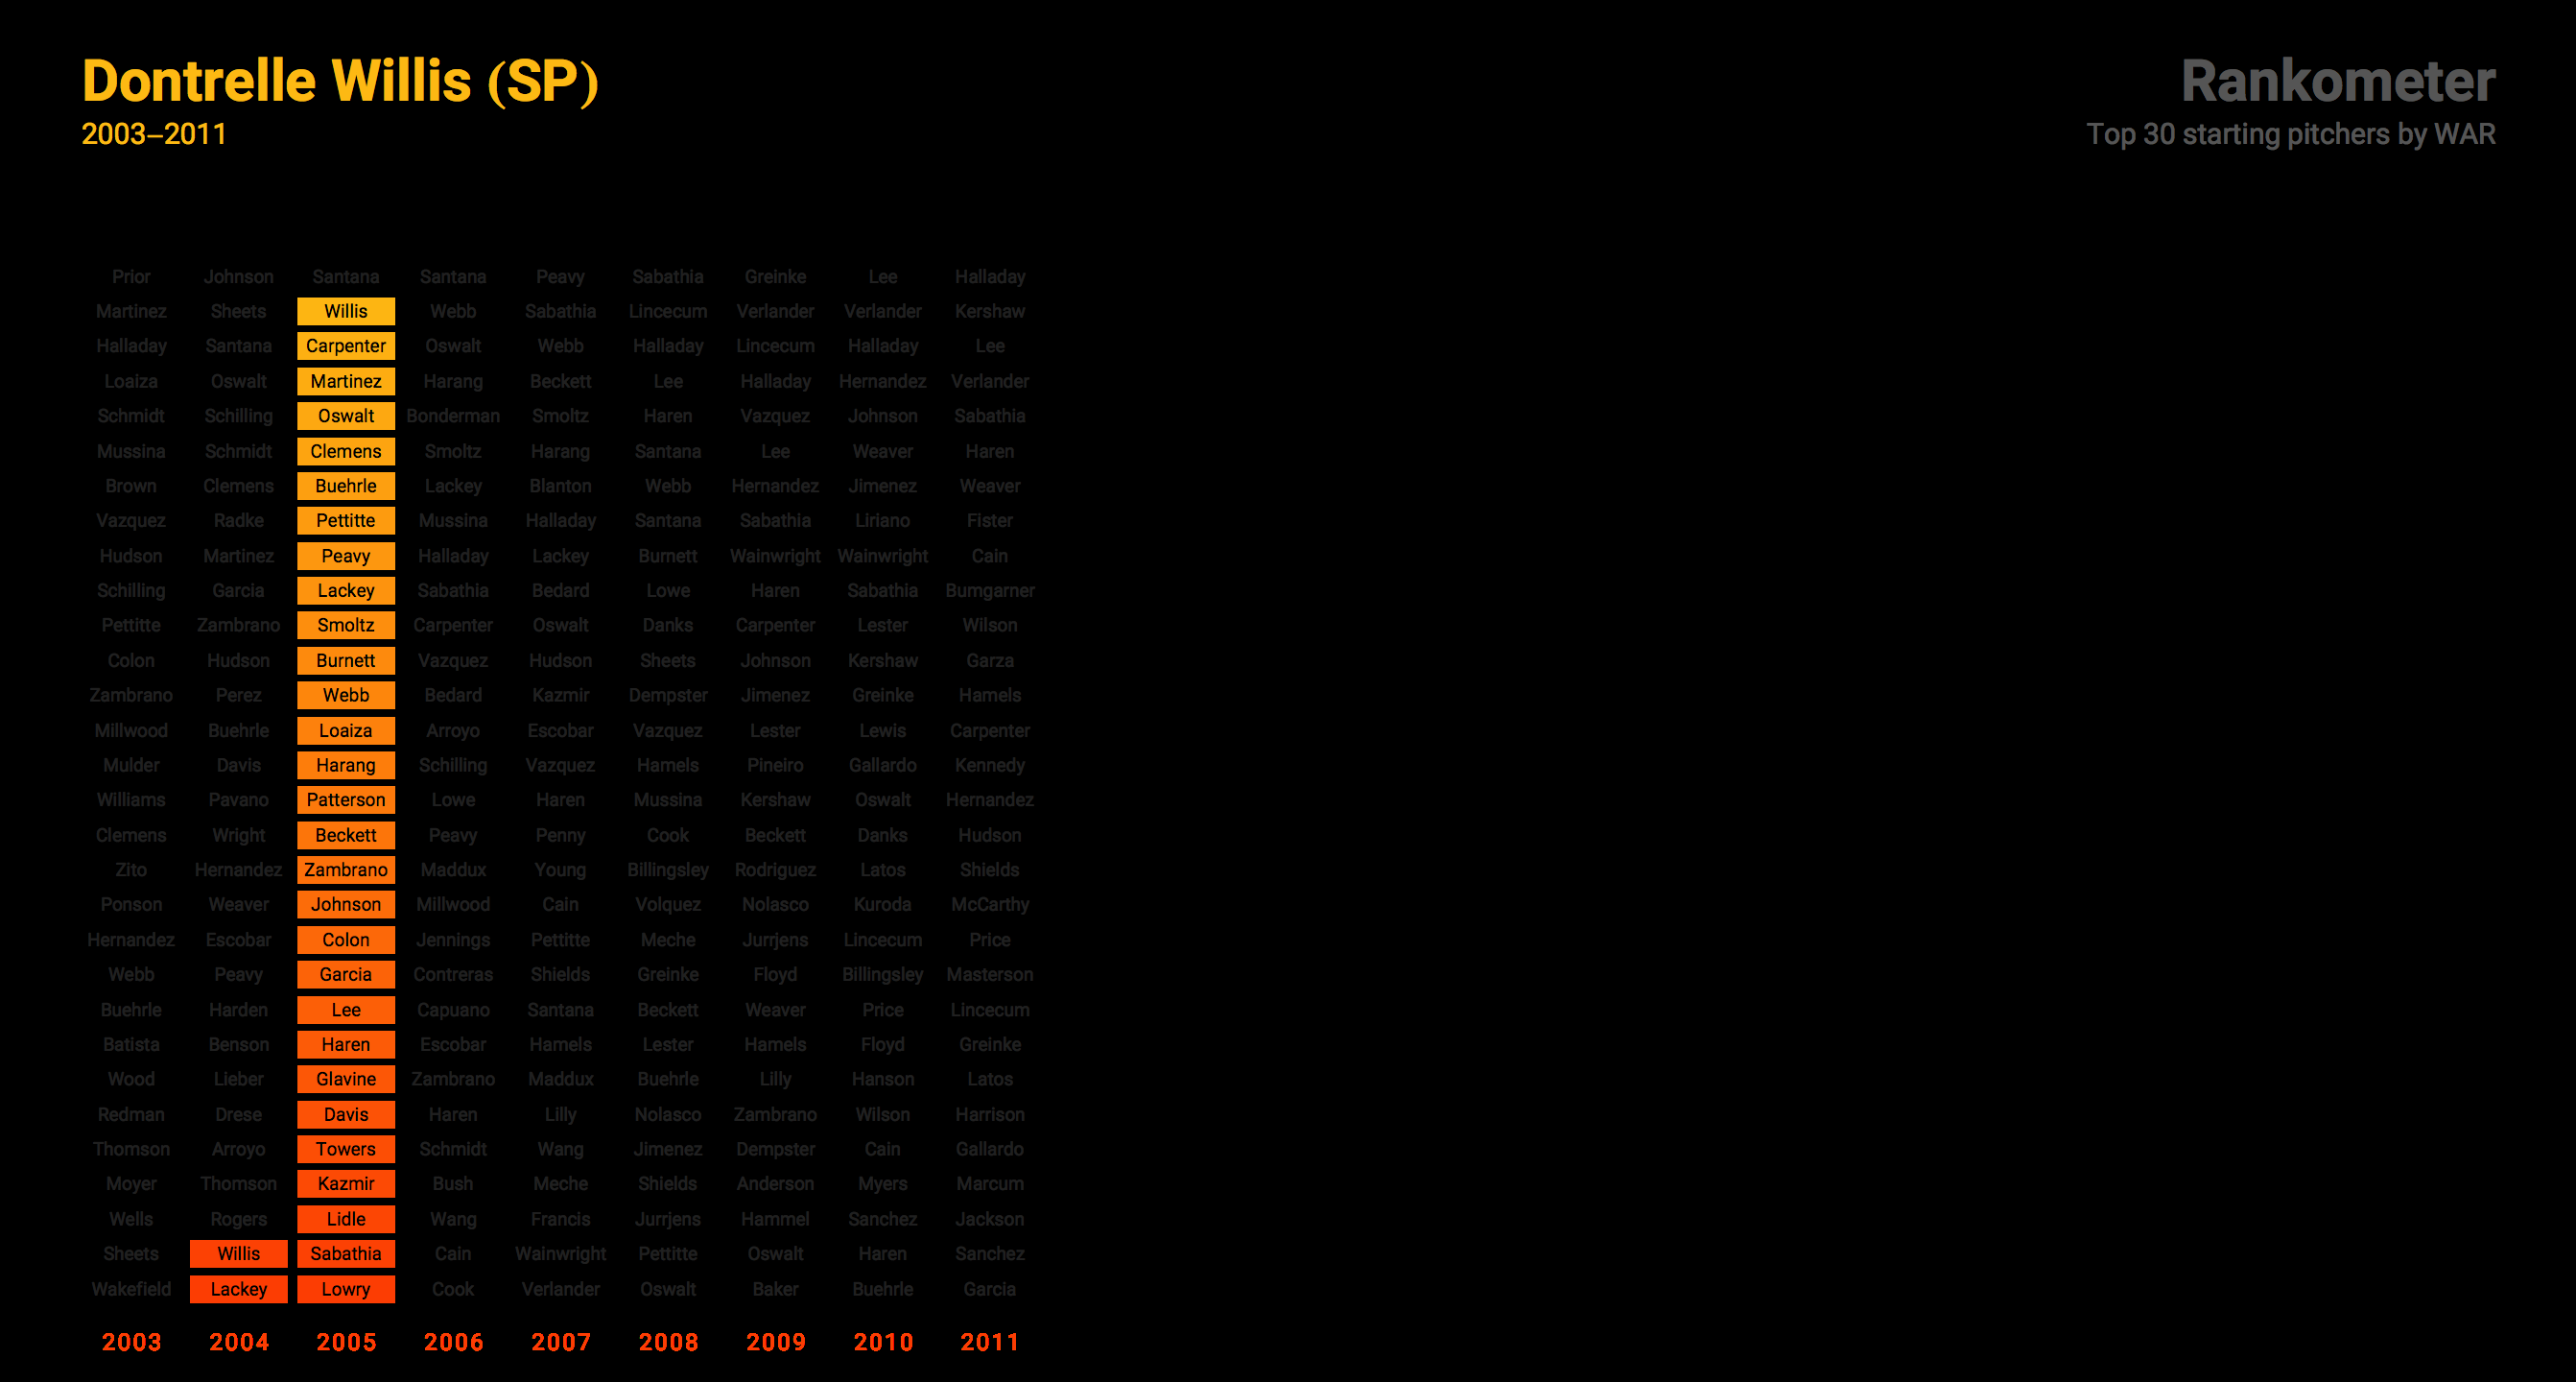 Dontrelle Willis (SP)
2003–2011
Rankometer
Top 30 starting pitchers by WAR
Prior Johnson Santana Santana Peavy Sabathia Greinke Lee Halladay
Martinez Sheets Willis Webb Sabathia Lincecum Verlander Verlander Kershaw
Halladay Santana Carpenter Oswalt Webb Halladay Lincecum Halladay Lee
Loaiza Oswalt Martinez Harang Beckett Lee Halladay Hernandez Verlander
Schmidt Schilling Oswalt Bonderman Smoltz Haren Vazquez Johnson Sabathia
Mussina Schmidt Clemens Smoltz Harang Santana Lee Weaver Haren
Brown Clemens Buehrle Lackey Blanton Webb Hernandez Jimenez Weaver
Vazquez Radke Pettitte Mussina Halladay Santana Sabathia Liriano Fister
Hudson Martinez Peavy Halladay Lackey Burnett Wainwright Wainwright Cain
Schilling Garcia Lackey Sabathia Bedard Lowe Haren Sabathia Bumgarner
Pettitte Zambrano Smoltz Carpenter Oswalt Danks Carpenter Lester Wilson
Colon Hudson Burnett Vazquez Hudson Sheets Johnson Kershaw Garza
Zambrano Perez Webb Bedard Kazmir Dempster Jimenez Greinke Hamels
Millwood Buehrle Loaiza Arroyo Escobar Vazquez Lester Lewis Carpenter
Mulder Davis Harang Schilling Vazquez Hamels Pineiro Gallardo Kennedy
Williams Pavano Patterson Lowe Haren Mussina Kershaw Oswalt Hernandez
Clemens Wright Beckett Peavy Penny Cook Beckett Danks Hudson
Zito Hernandez Zambrano Maddux Young Billingsley Rodriguez Latos Shields
Ponson Weaver Johnson Millwood Cain Volquez Nolasco Kuroda McCarthy
Hernandez Escobar Colon Jennings Pettitte Meche Jurrjens Lincecum Price
Webb Peavy Garcia Contreras Shields Greinke Floyd Billingsley Masterson
Buehrle Harden Lee Capuano Santana Beckett Weaver Price Lincecum
Batista Benson Haren Escobar Hamels Lester Hamels Floyd Greinke
Wood Lieber Glavine Zambrano Maddux Buehrle Lilly Hanson Latos
Redman Drese Davis Haren Lilly Nolasco Zambrano Wilson Harrison
Thomson Arroyo Towers Schmidt Wang Jimenez Dempster Cain Gallardo
Moyer Thomson Kazmir Bush Meche Shields Anderson Myers Marcum
Wells Rogers Lidle Wang Francis Jurrjens Hammel Sanchez Jackson
Sheets Willis Sabathia Cain Wainwright Pettitte Oswalt Haren Sanchez
Wakefield Lackey Lowry Cook Verlander Oswalt Baker Buehrle Garcia
2003 2004 2005 2006 2007 2008 2009 2010 2011